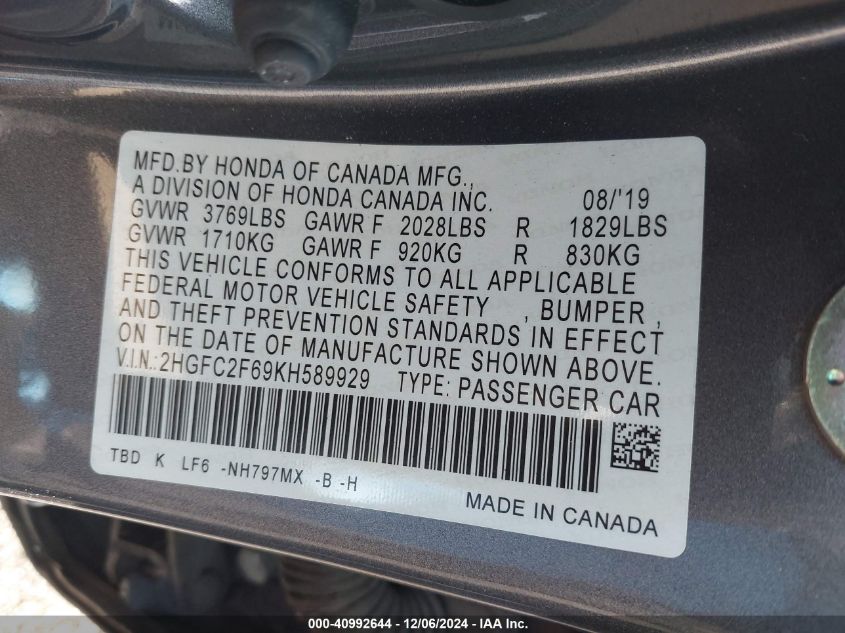 MFD.BY HONDA OF CANADA MFG.,
A DIVISION OF HONDA CANADA INC. 08/'19
GVWR 3769LBS GAWR F 2028LBS R 1829LBS
GVWR 1710KG GAWR F 920KG R 830KG
THIS VEHICLE CONFORMS TO ALL APPLICABLE
FEDERAL MOTOR VEHICLE SAFETY , BUMPER ,
AND THEFT PREVENTION STANDARDS IN EFFECT
ON THE DATE OF MANUFACTURE SHOWN ABOVE.
V.I.N.:2HGFC2F69KH589929 TYPE: PASSENGER CAR
TBD K LF6 -NH797MX -B -H
MADE IN CANADA
000-40992644 - 12/06/2024 - IAA Inc.